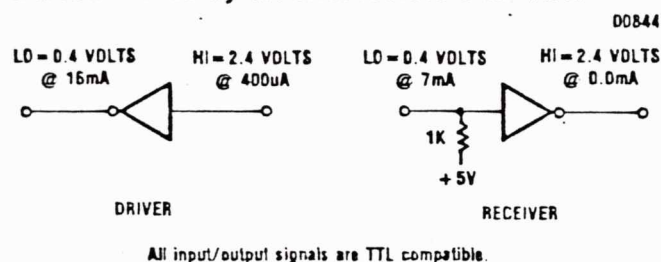 D0844
LO = 0.4 VOLTS
@ 16mA
HI = 2.4 VOLTS
@ 400uA
LO = 0.4 VOLTS
@ 7mA
HI = 2.4 VOLTS
@ 0.0mA
1K
+5V
DRIVER
RECEIVER
All input/output signals are TTL compatible.